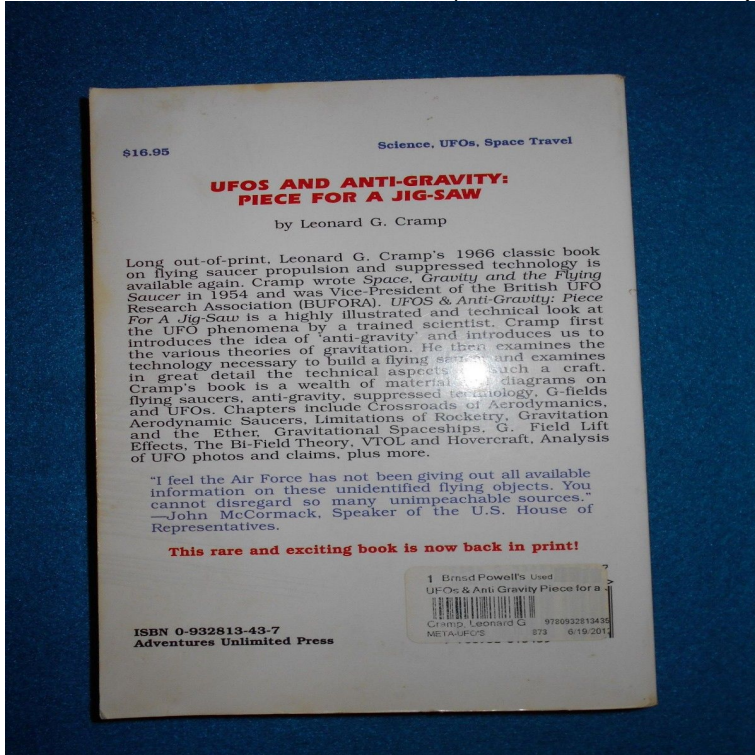 $16.95
Science, UFOs, Space Travel
UFOS AND ANTI-GRAVITY:
PIECE FOR A JIG-SAW
by Leonard G. Cramp
Long out-of-print, Leonard G. Cramp's 1966 classic book
on flying saucer propulsion and suppressed technology is
available again. Cramp wrote Space, Gravity and the Flying
Saucer in 1954 and was Vice-President of the British UFO
Research Association (BUFORA). UFOS & Anti-Gravity: Piece
For A Jig-Saw is a highly illustrated and technical look at
the UFO phenomena by a trained scientist. Cramp first
introduces the idea of 'anti-gravity' and introduces us to
the various theories of gravitation. He then examines the
technology necessary to build a flying and examines
in great detail the technical aspects such a craft.
Cramp's book is a wealth of material diagrams on
flying saucers, anti-gravity, suppressed technology, G-fields
and UFOs. Chapters include Crossroads of Aerodymanics,
Aerodynamic Saucers, Limitations of Rocketry, Gravitation
and the Ether, Gravitational Spaceships, G. Field Lift
Effects, The Bi-Field Theory, VTOL and Hovercraft, Analysis
of UFO photos and claims, plus more.
"I feel the Air Force has not been giving out all available
information on these unidentified flying objects. You
cannot disregard so many unimpeachable sources."
—John McCormack, Speaker of the U.S. House of
Representatives.
This rare and exciting book is now back in print!
1 Brnsd Powell's Used
UFOs & Anti Gravity Piece for a
Cramp, Leonard G 9780932813435
META-UFO'S 873 6/19/2012
ISBN 0-932813-43-7
Adventures Unlimited Press